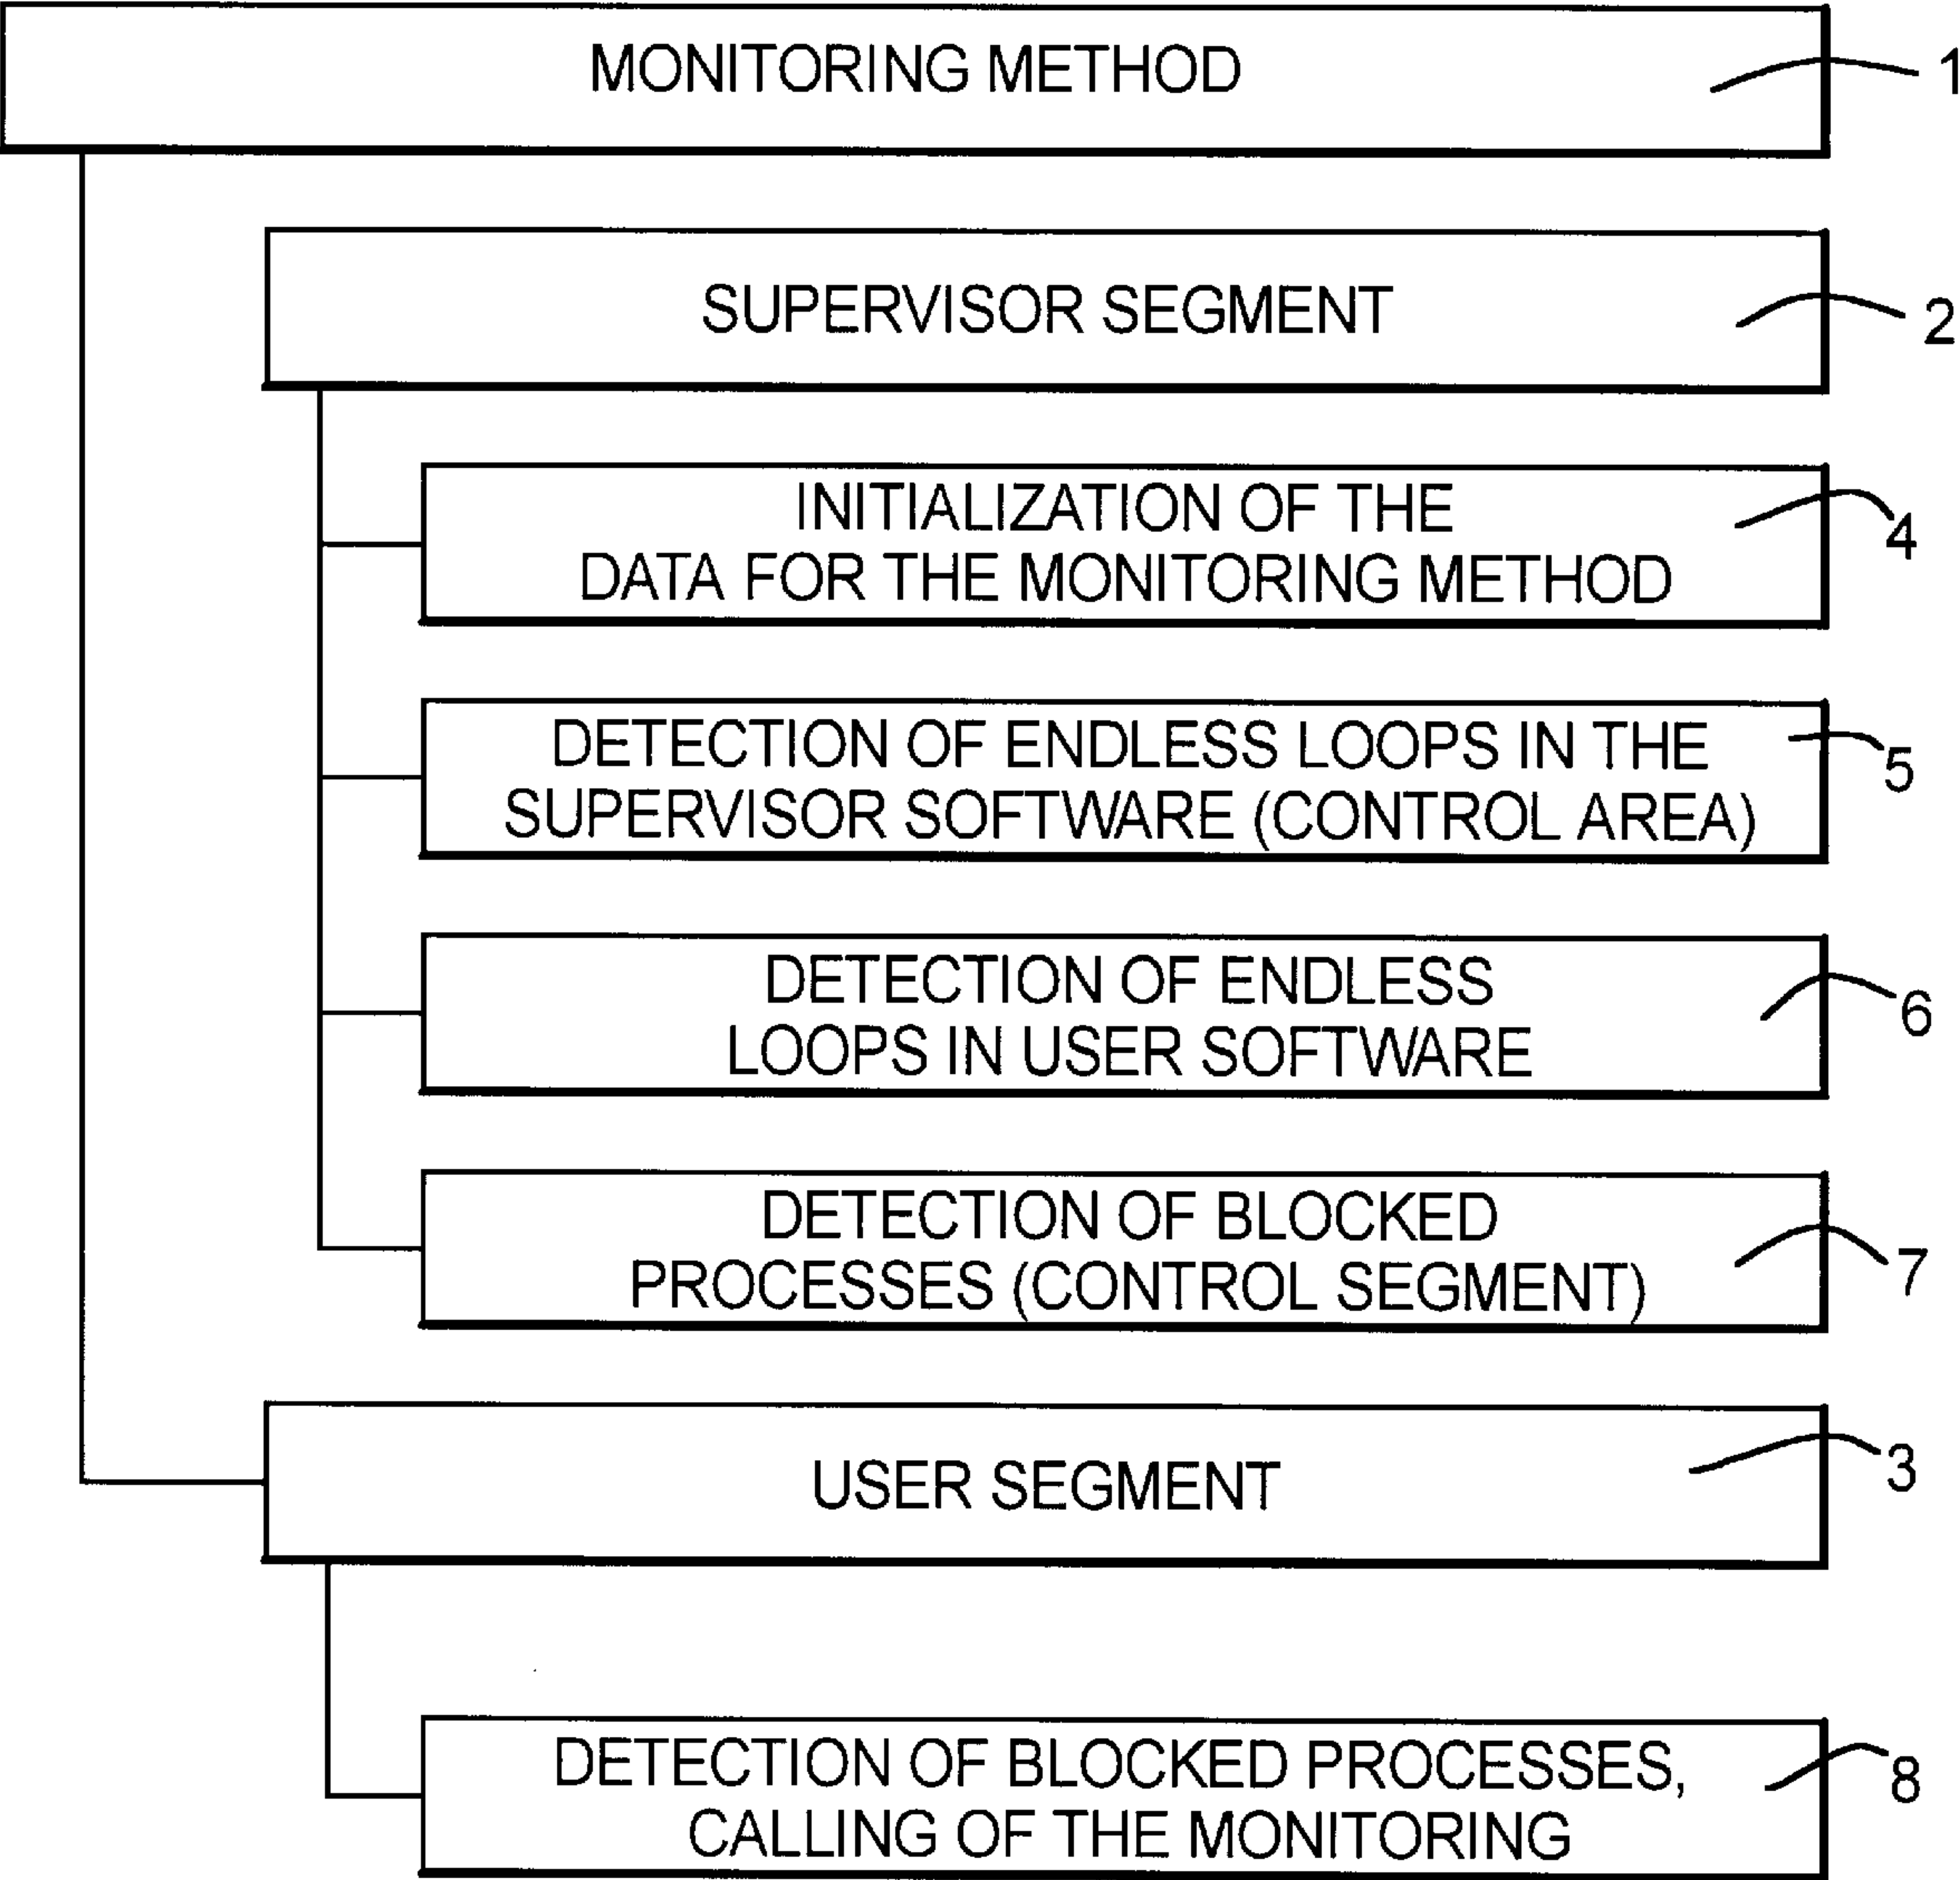 MONITORING METHOD
1
SUPERVISOR SEGMENT
2
INITIALIZATION OF THE
DATA FOR THE MONITORING METHOD
4
DETECTION OF ENDLESS LOOPS IN THE
SUPERVISOR SOFTWARE (CONTROL AREA)
5
DETECTION OF ENDLESS
LOOPS IN USER SOFTWARE
6
DETECTION OF BLOCKED
PROCESSES (CONTROL SEGMENT)
7
USER SEGMENT
3
DETECTION OF BLOCKED PROCESSES,
CALLING OF THE MONITORING
8